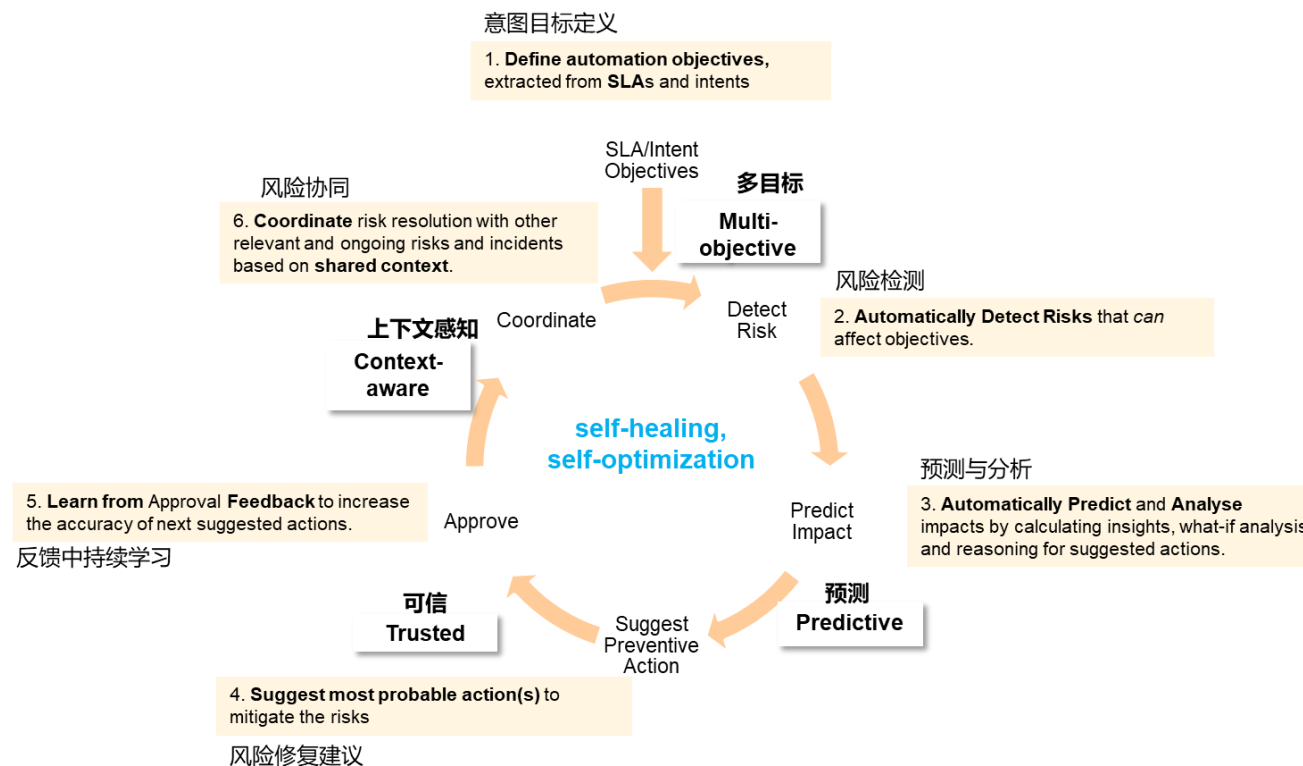 意图目标定义
1. Define automation objectives,
extracted from SLAs and intents
SLA/Intent
Objectives
多目标
Multi-
objective
风险协同
6. Coordinate risk resolution with other
relevant and ongoing risks and incidents
based on shared context.
风险检测
2. Automatically Detect Risks that can
affect objectives.
Coordinate
Detect
Risk
上下文感知
Context-
aware
self-healing,
self-optimization
预测与分析
3. Automatically Predict and Analyse
impacts by calculating insights, what-if analysis
and reasoning for suggested actions.
5. Learn from Approval Feedback to increase
the accuracy of next suggested actions.
反馈中持续学习
Approve
Predict
Impact
可信
Trusted
预测
Predictive
Suggest
Preventive
Action
4. Suggest most probable action(s) to
mitigate the risks
风险修复建议